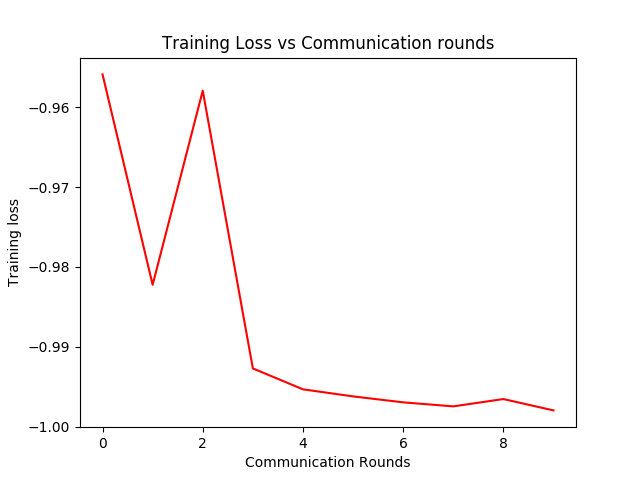 Training Loss vs Communication rounds
Training loss
−0.96
−0.97
−0.98
−0.99
−1.00
0 2 4 6 8
Communication Rounds